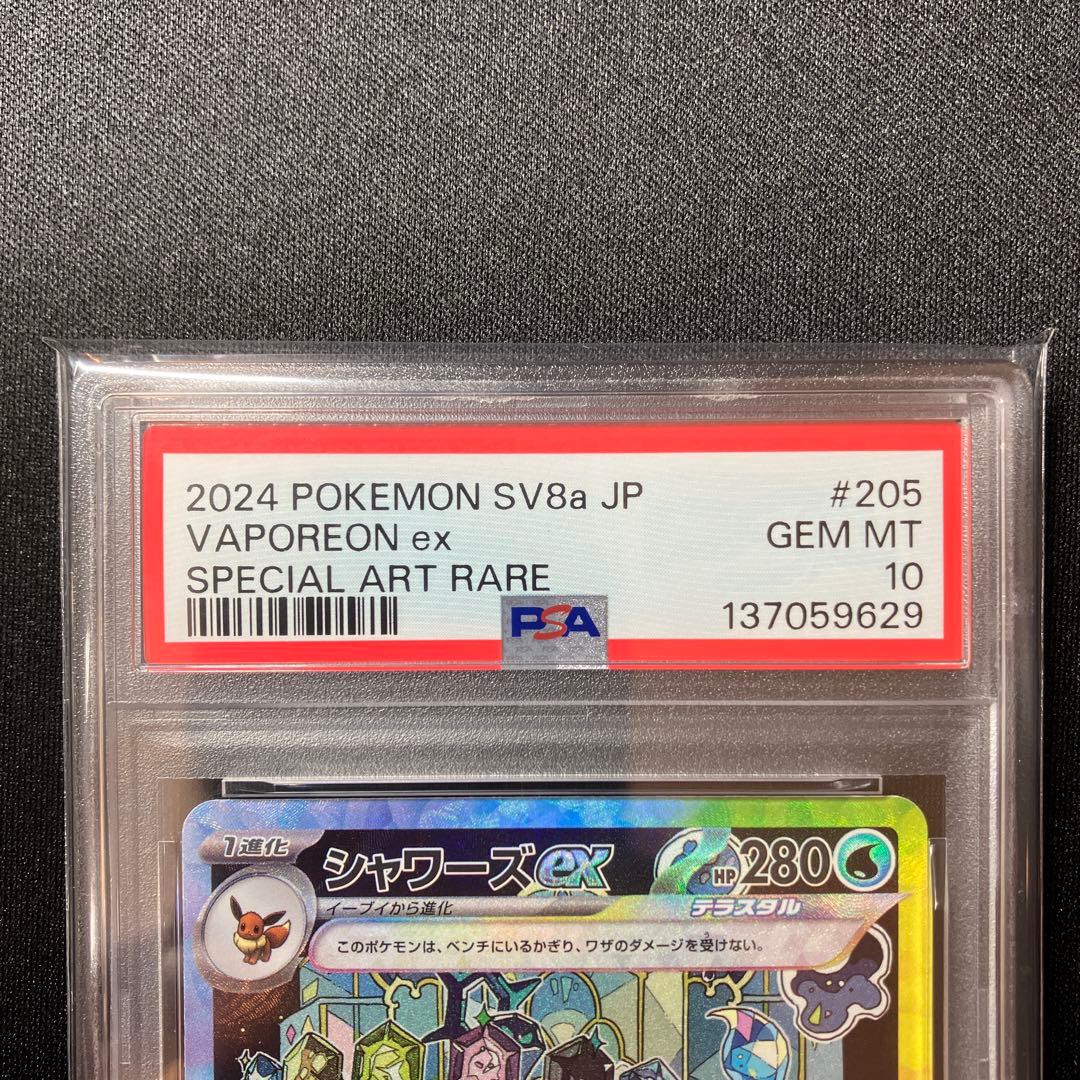 2024 POKEMON SV8a JP #205
VAPOREON ex GEM MT
SPECIAL ART RARE 10
PSA 137059629
1進化
シャワーズex HP 280
イーブイから進化 テラスタル
このポケモンは、ベンチにいるかぎり、ワザのダメージを受けない。